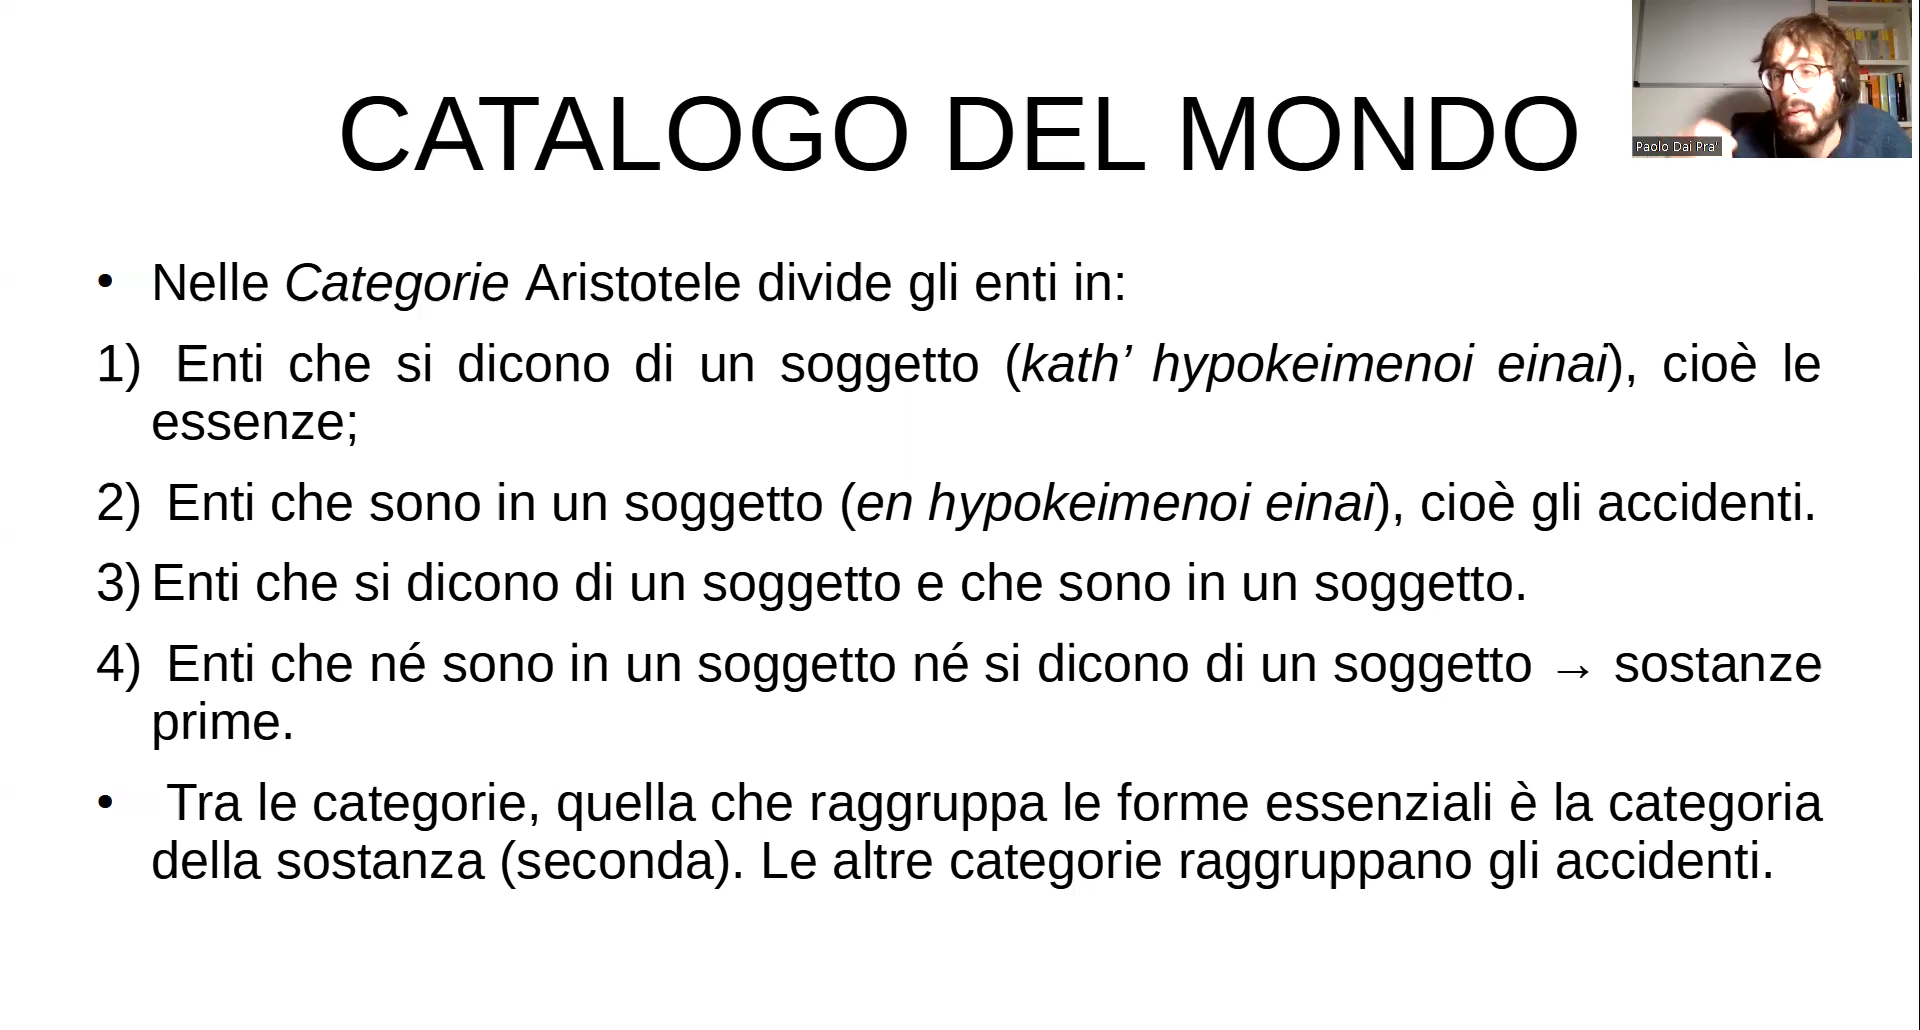 CATALOGO DEL MONDO
Paolo Dai Pra'
• Nelle Categorie Aristotele divide gli enti in:
1) Enti che si dicono di un soggetto (kath’ hypokeimenoi einai), cioè le
essenze;
2) Enti che sono in un soggetto (en hypokeimenoi einai), cioè gli accidenti.
3) Enti che si dicono di un soggetto e che sono in un soggetto.
4) Enti che né sono in un soggetto né si dicono di un soggetto → sostanze
prime.
• Tra le categorie, quella che raggruppa le forme essenziali è la categoria
della sostanza (seconda). Le altre categorie raggruppano gli accidenti.